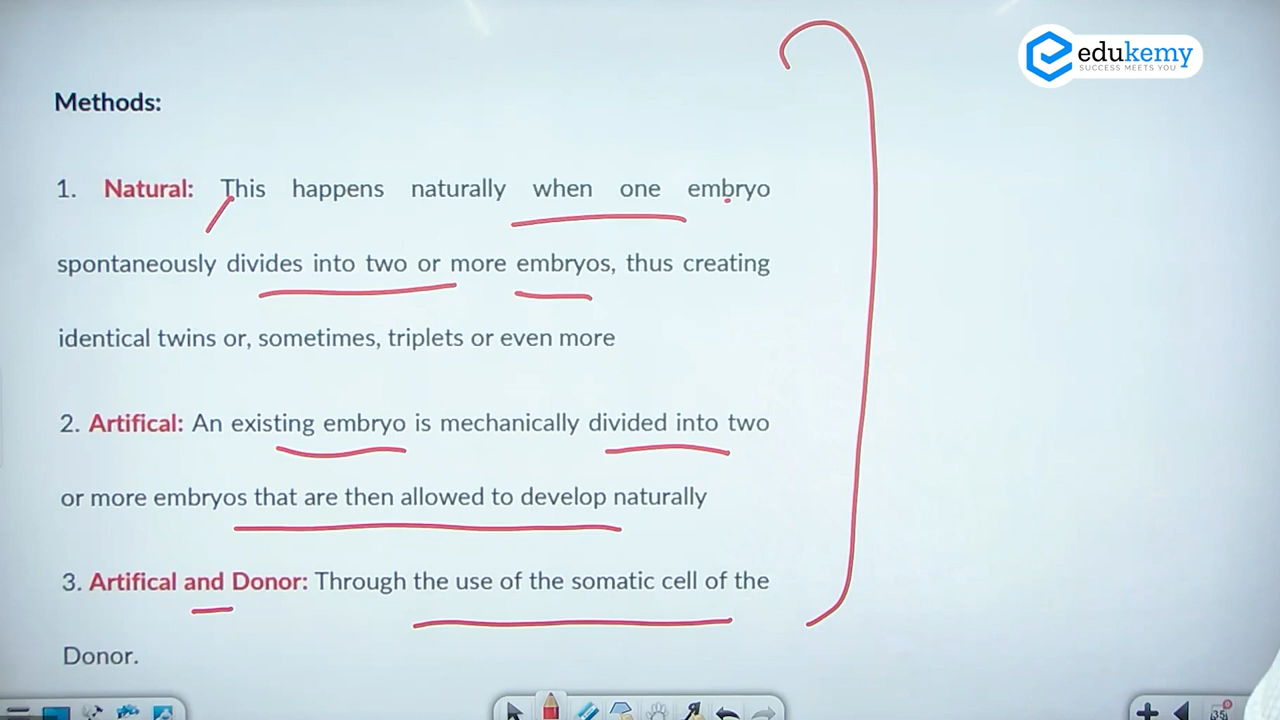 edukemy
SUCCESS MEETS YOU
Methods:
1. Natural: This happens naturally when one embryo
spontaneously divides into two or more embryos, thus creating
identical twins or, sometimes, triplets or even more
2. Artifical: An existing embryo is mechanically divided into two
or more embryos that are then allowed to develop naturally
3. Artifical and Donor: Through the use of the somatic cell of the
Donor.
35